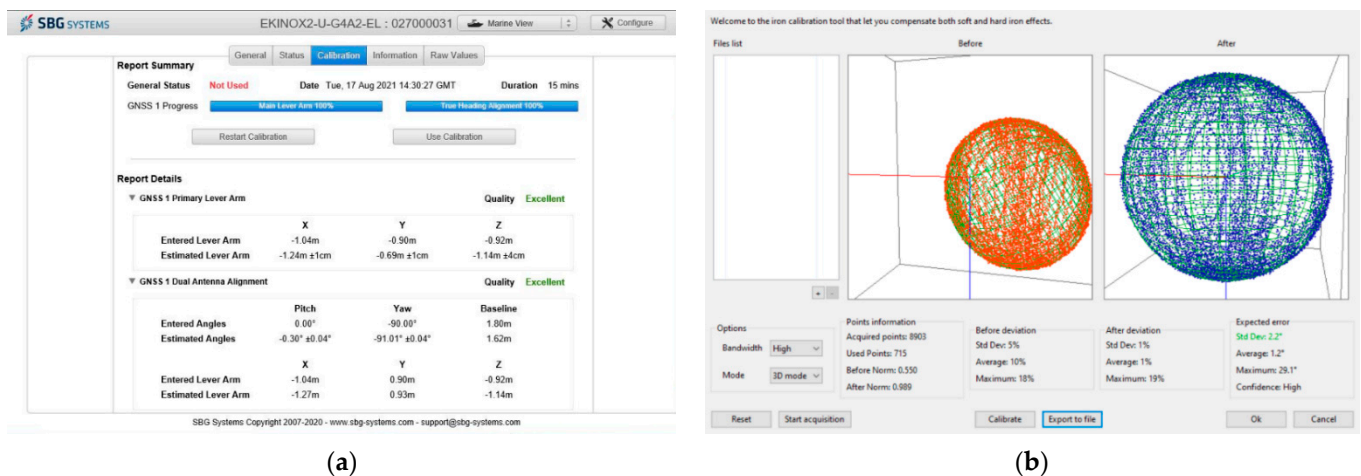 SBG SYSTEMS
EKINOX2-U-G4A2-EL : 027000031 Marine View Configure
General Status Calibration Information Raw Values
Report Summary
General Status Not Used Date Tue, 17 Aug 2021 14:30:27 GMT Duration 15 mins
GNSS 1 Progress Main Lever Arm 100% True Heading Alignment 100%
Restart Calibration Use Calibration
Report Details
GNSS 1 Primary Lever Arm Quality Excellent
X Y Z
Entered Lever Arm -1.04m -0.90m -0.92m
Estimated Lever Arm -1.24m ±1cm -0.69m ±1cm -1.14m ±4cm
GNSS 1 Dual Antenna Alignment Quality Excellent
Pitch Yaw Baseline
Entered Angles 0.00° -90.00° 1.80m
Estimated Angles -0.30° ±0.04° -91.01° ±0.04° 1.62m
X Y Z
Entered Lever Arm -1.04m 0.90m -0.92m
Estimated Lever Arm -1.27m 0.93m -1.14m
SBG Systems Copyright 2007-2020 - www.sbg-systems.com - support@sbg-systems.com
(a)
Welcome to the iron calibration tool that let you compensate both soft and hard iron effects.
Files list Before After
+ -
Options
Bandwidth High
Mode 3D mode
Points information
Acquired points: 8903
Used Points: 715
Before Norm: 0.550
After Norm: 0.989
Before deviation
Std Dev: 5%
Average: 10%
Maximum: 18%
After deviation
Std Dev: 1%
Average: 1%
Maximum: 19%
Expected error
Std Dev: 2.2°
Average: 1.2°
Maximum: 29.1°
Confidence: High
Reset Start acquisition Calibrate Export to file Ok Cancel
(b)